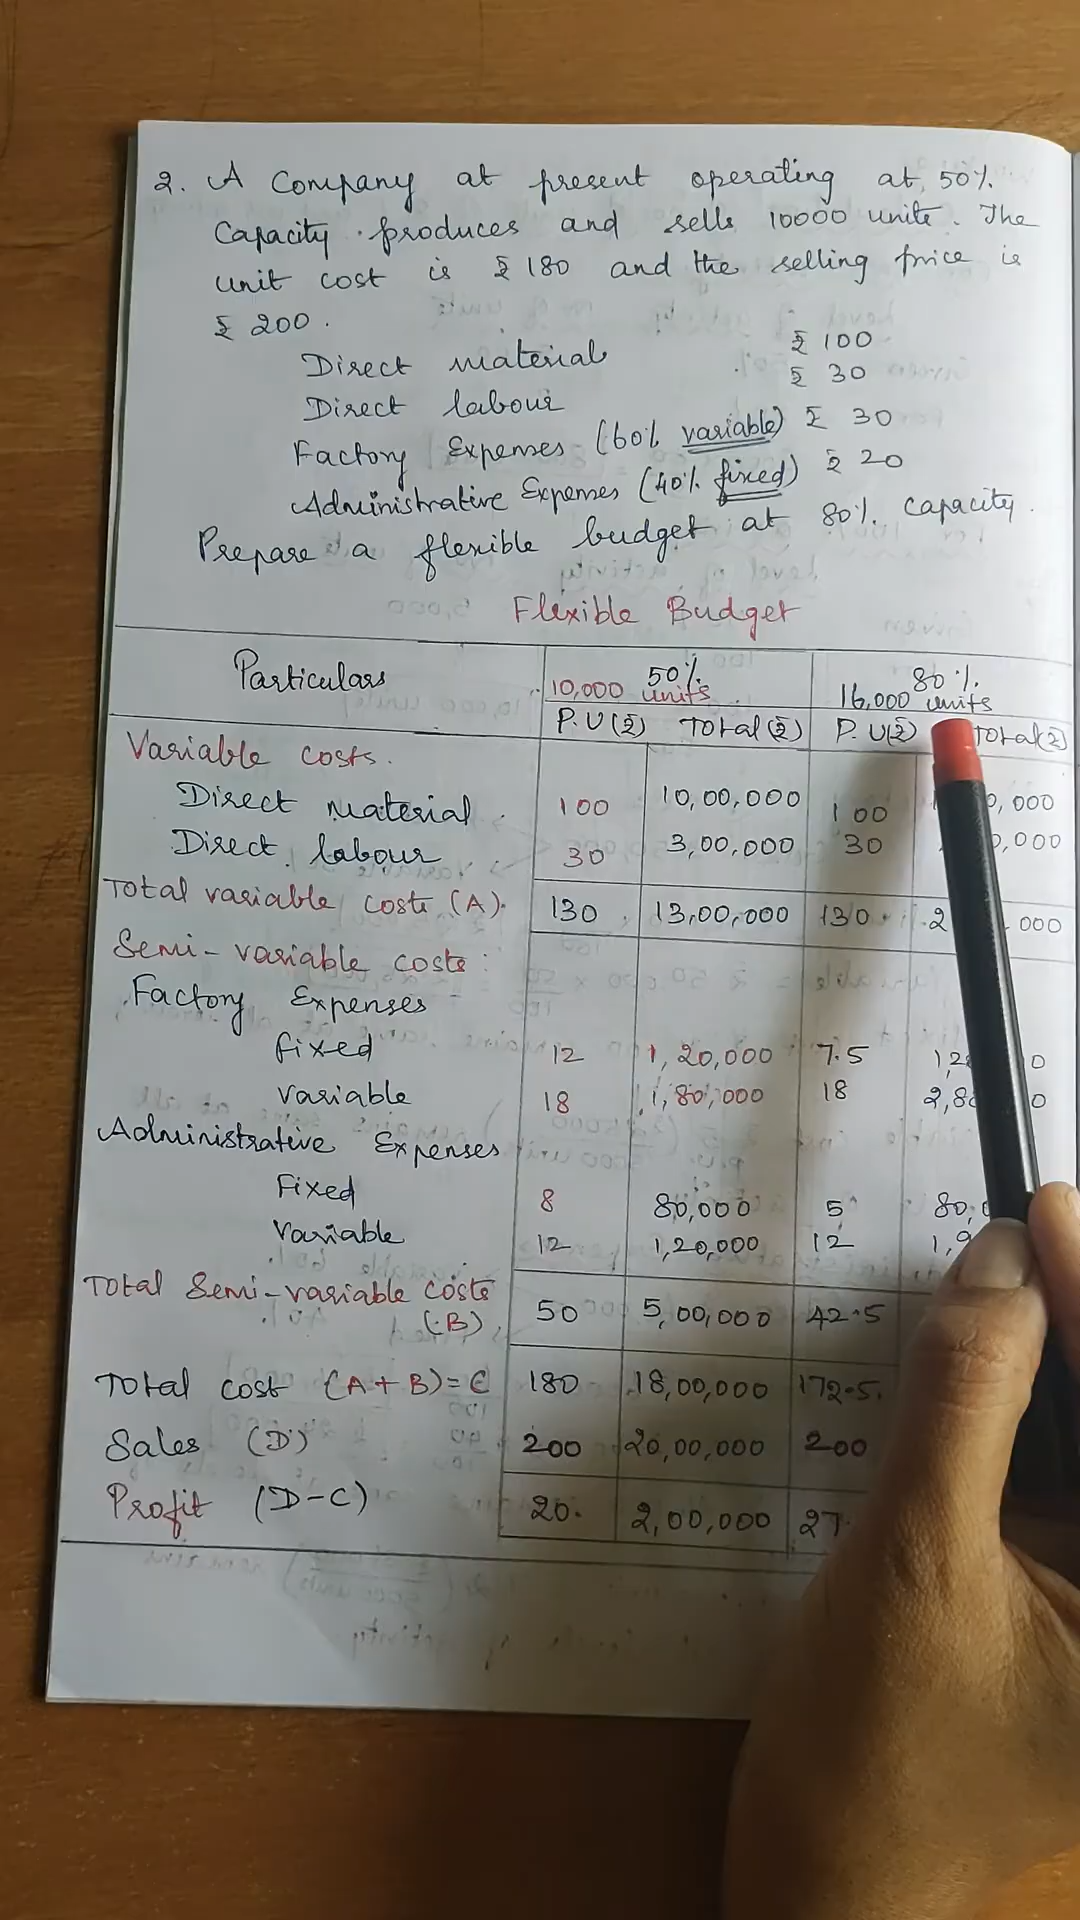 2. A Company at present operating at 50%.
Capacity produces and sells 10000 units. The
unit cost is ₹ 180 and the selling price is
₹ 200.
Direct material ₹ 100
Direct labour ₹ 30
Factory Expenses (60% variable) ₹ 30
Administrative Expenses (40% fixed) ₹ 20
Prepare a flexible budget at 80% capacity.
Flexible Budget
Particulars 50% 80%.
10,000 units 16,000 units
P.U(₹) Total(₹) P.U(₹) Total(₹)
Variable costs.
Direct material 100 10,00,000 100
Direct labour 30 3,00,000 30
Total variable costs (A). 130 13,00,000 130
Semi-variable costs:
Factory Expenses
fixed 12 1,20,000 7.5
variable 18 1,80,000 18
Administrative Expenses
Fixed 8 80,000 5
Variable 12 1,20,000 12
Total Semi-variable costs
(B) 50 5,00,000 42.5
Total cost (A+B)=C 180 18,00,000 172.5.
Sales (D) 200 20,00,000 200
Profit (D-C) 20. 2,00,000